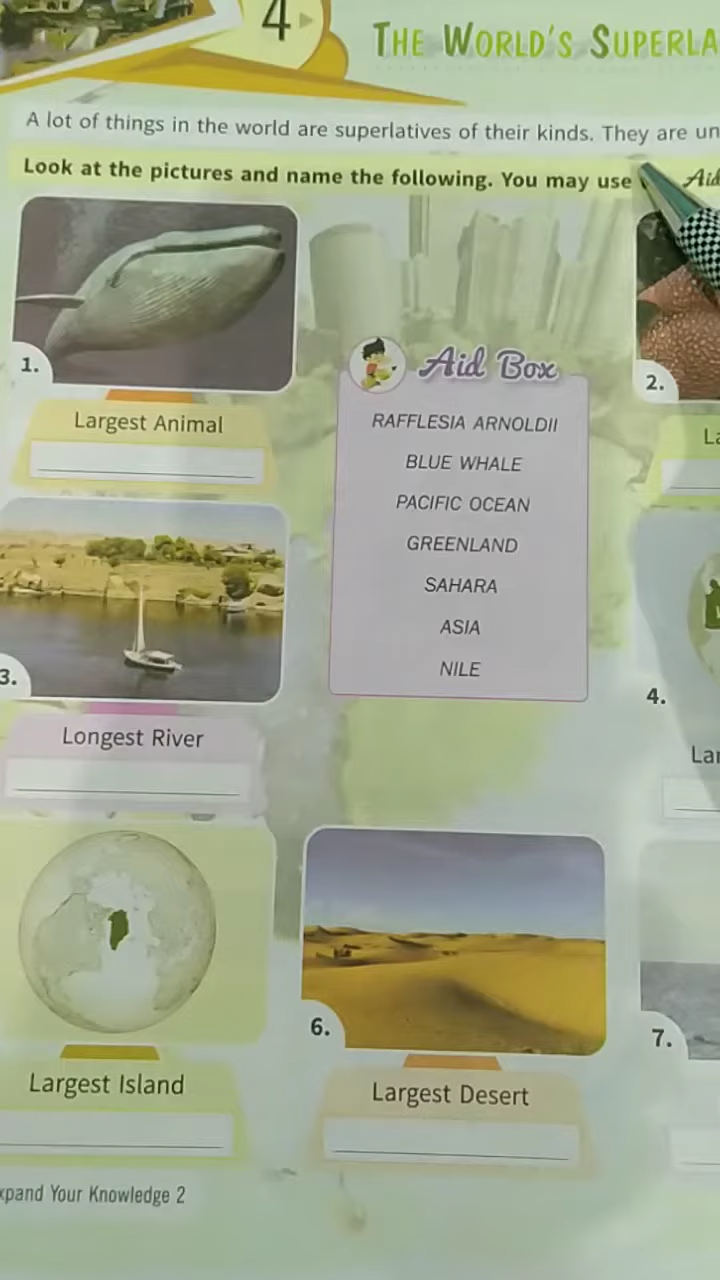 4
THE WORLD'S SUPERLA
A lot of things in the world are superlatives of their kinds. They are un
Look at the pictures and name the following. You may use Aid
1.
Largest Animal
Aid Box
RAFFLESIA ARNOLDII
BLUE WHALE
PACIFIC OCEAN
GREENLAND
SAHARA
ASIA
NILE
2.
La
3.
Longest River
4.
Lar
Largest Island
6.
Largest Desert
7.
xpand Your Knowledge 2